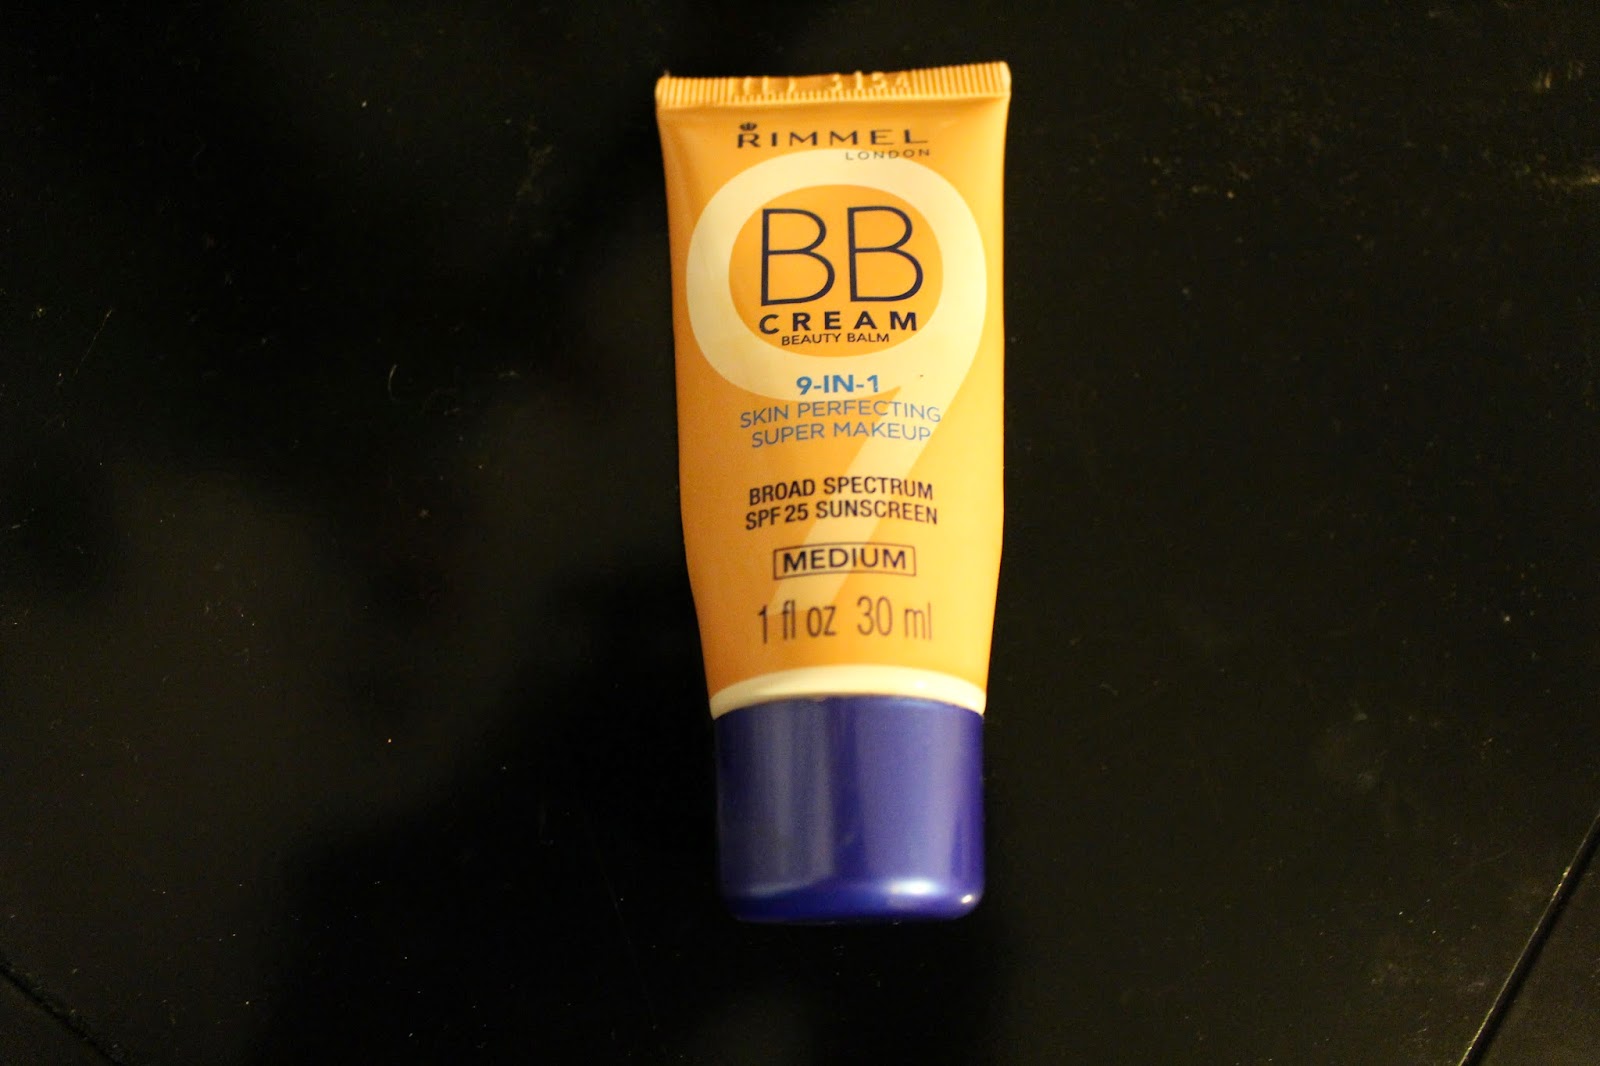 RIMMEL
LONDON
BB
CREAM
BEAUTY BALM
9-IN-1
SKIN PERFECTING
SUPER MAKEUP
BROAD SPECTRUM
SPF 25 SUNSCREEN
MEDIUM
1 fl oz 30 ml